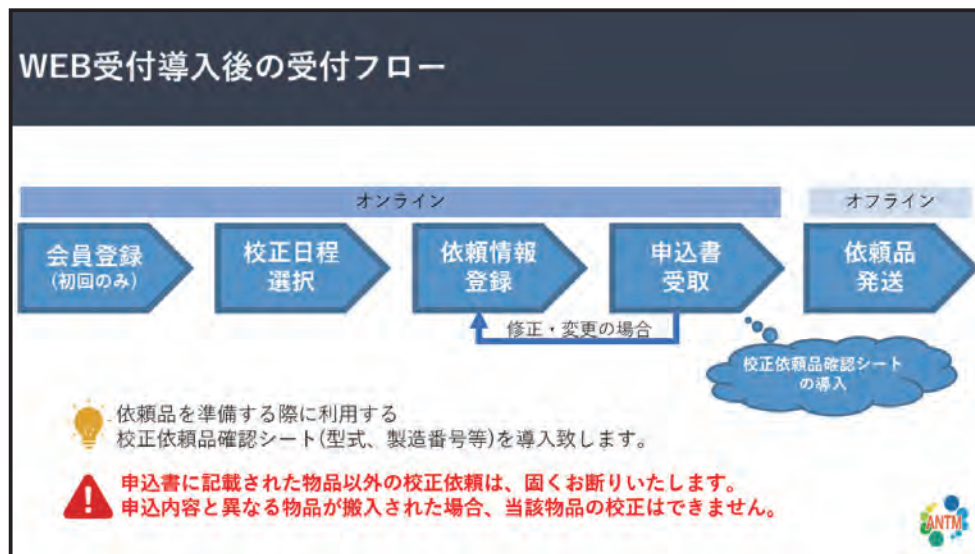 WEB受付導入後の受付フロー
オンライン
オフライン
会員登録
(初回のみ)
校正日程
選択
依頼情報
登録
申込書
受取
依頼品
発送
修正・変更の場合
校正依頼品確認シート
の導入
依頼品を準備する際に利用する
校正依頼品確認シート(型式、製造番号等)を導入致します。
申込書に記載された物品以外の校正依頼は、固くお断りいたします。
申込内容と異なる物品が搬入された場合、当該物品の校正はできません。
ANTM